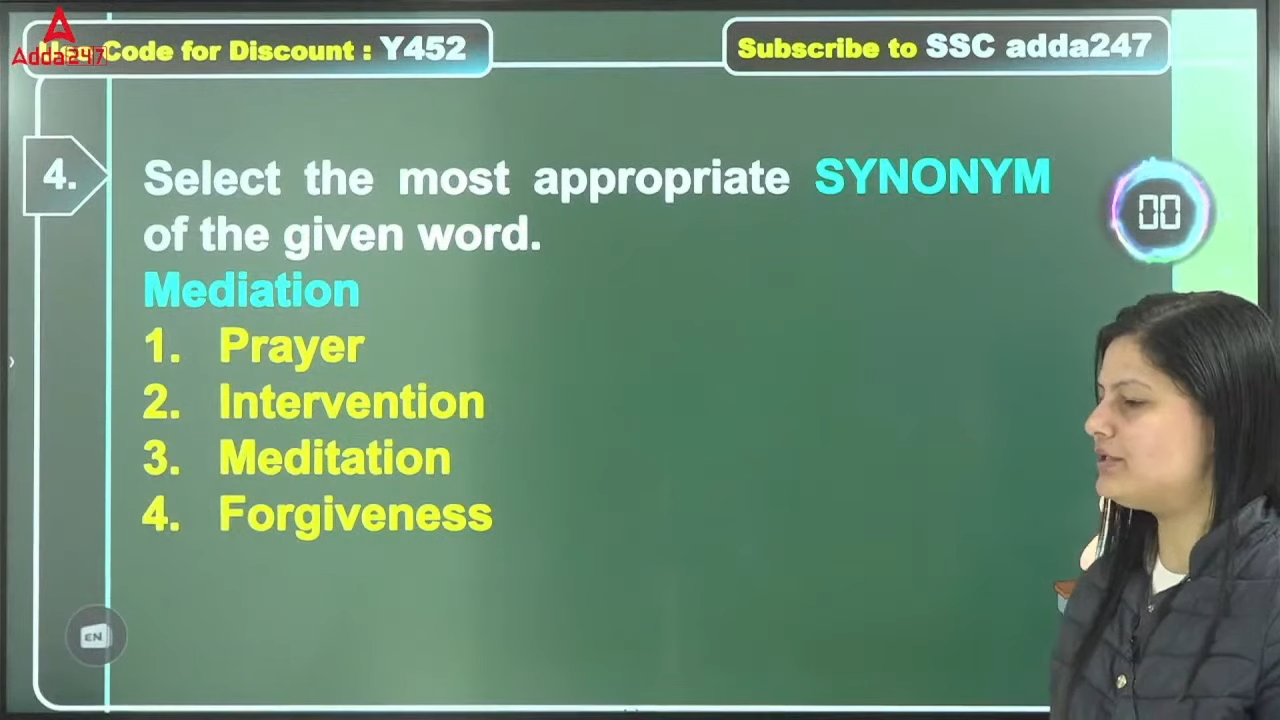 Adda247
Code for Discount : Y452
Subscribe to SSC adda247
4.
Select the most appropriate SYNONYM
of the given word.
Mediation
1. Prayer
2. Intervention
3. Meditation
4. Forgiveness
00
EN